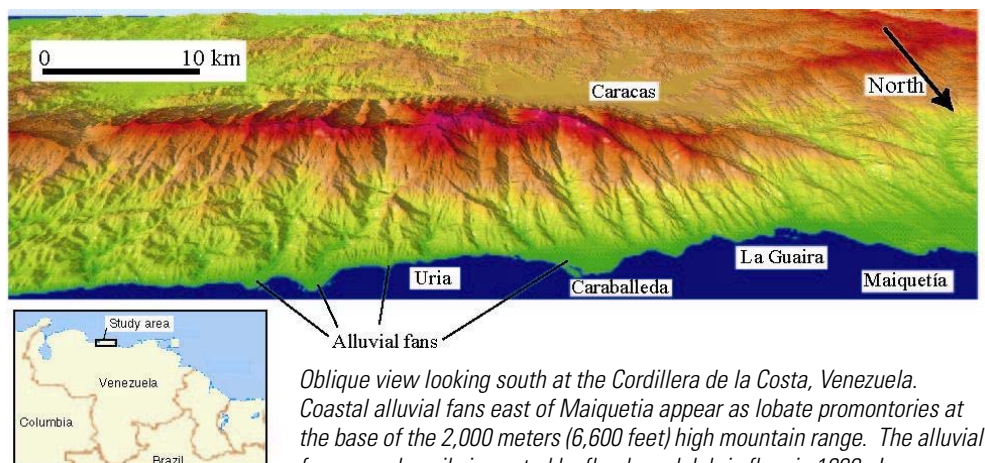 0 10 km
Caracas
North
La Guaira
Uria
Maiquetía
Caraballeda
Alluvial fans
Study area
Venezuela
Columbia
Brazil
Oblique view looking south at the Cordillera de la Costa, Venezuela.
Coastal alluvial fans east of Maiquetia appear as lobate promontories at
the base of the 2,000 meters (6,600 feet) high mountain range. The alluvial